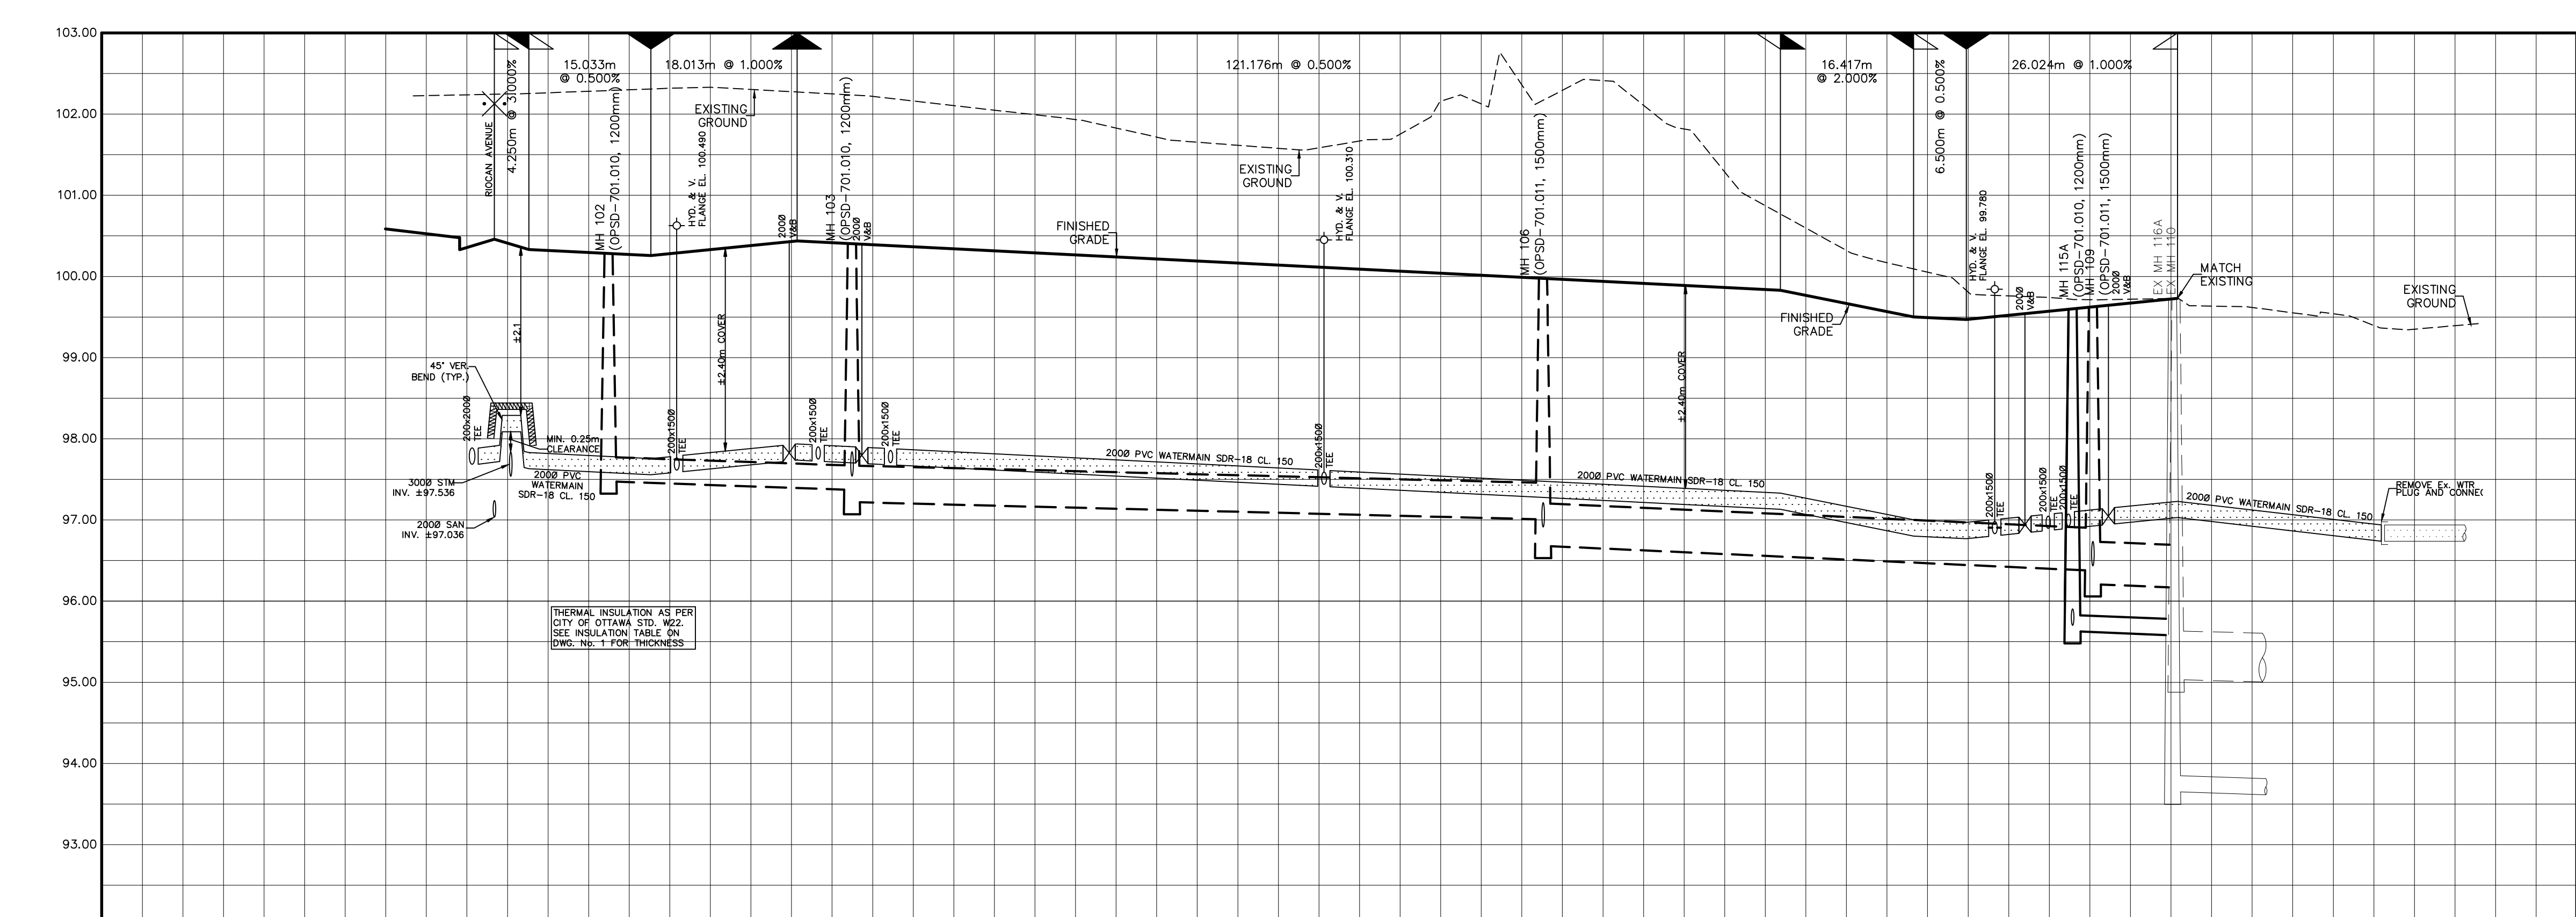 103.00
102.00
101.00
100.00
99.00
98.00
97.00
96.00
95.00
94.00
93.00
RIOCAN AVENUE
4.250m @ 3.000%
15.033m
@ 0.500%
18.013m @ 1.000%
121.176m @ 0.500%
16.417m
@ 2.000%
6.500m @ 0.500%
26.024m @ 1.000%
MH 102
(OPSD-701.010, 1200mm)
HYD. & V.
FLANGE EL. 100.490
EXISTING
GROUND
200Ø
V&B
MH 103
(OPSD-701.010, 1200mm)
200Ø
V&B
FINISHED
GRADE
EXISTING
GROUND
HYD. & V.
FLANGE EL. 100.310
MH 106
(OPSD-701.011, 1500mm)
FINISHED
GRADE
HYD. & V.
FLANGE EL. 99.780
200Ø
V&B
MH 115A
(OPSD-701.010, 1200mm)
MH 109
(OPSD-701.011, 1500mm)
200Ø
V&B
EX MH 116A
EX MH 110
MATCH
EXISTING
EXISTING
GROUND
±2.1
±2.40m COVER
±2.40m COVER
45° VER.
BEND (TYP.)
200x200Ø
TEE
MIN. 0.25m
CLEARANCE
300Ø STM
INV. ±97.536
200Ø SAN
INV. ±97.036
200Ø PVC
WATERMAIN
SDR-18 CL. 150
200x150Ø
TEE
200x150Ø
TEE
200x150Ø
TEE
200Ø PVC WATERMAIN SDR-18 CL. 150
200x150Ø
TEE
200Ø PVC WATERMAIN SDR-18 CL. 150
200x150Ø
TEE
200x150Ø
TEE
200x150Ø
TEE
200Ø PVC WATERMAIN SDR-18 CL. 150
REMOVE Ex. WTR
PLUG AND CONNEC
THERMAL INSULATION AS PER
CITY OF OTTAWA STD. W22.
SEE INSULATION TABLE ON
DWG. No. 1 FOR THICKNESS